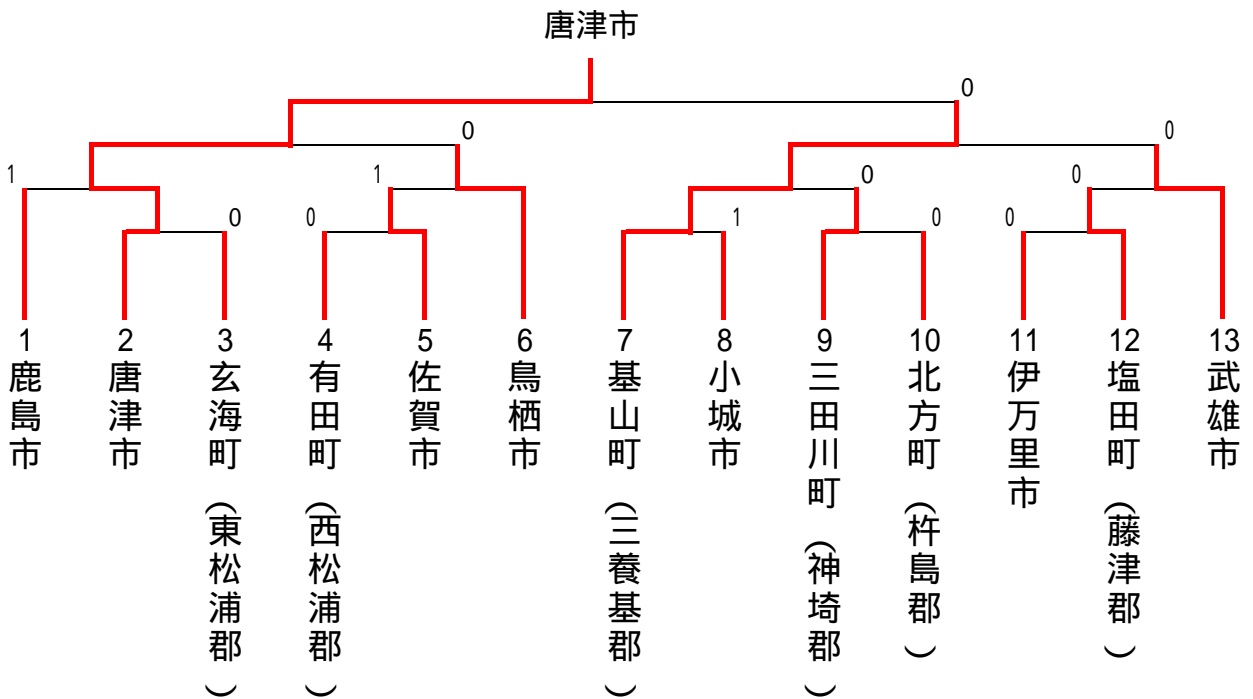 唐津市
0
0
0
1
1
0
0
0
0
1
0
0
1
2
3
4
5
6
7
8
9
10
11
12
13
鹿島市
唐津市
玄海町（東松浦郡）
有田町（西松浦郡）
佐賀市
鳥栖市
基山町（三養基郡）
小城市
三田川町（神埼郡）
北方町（杵島郡）
伊万里市
塩田町（藤津郡）
武雄市